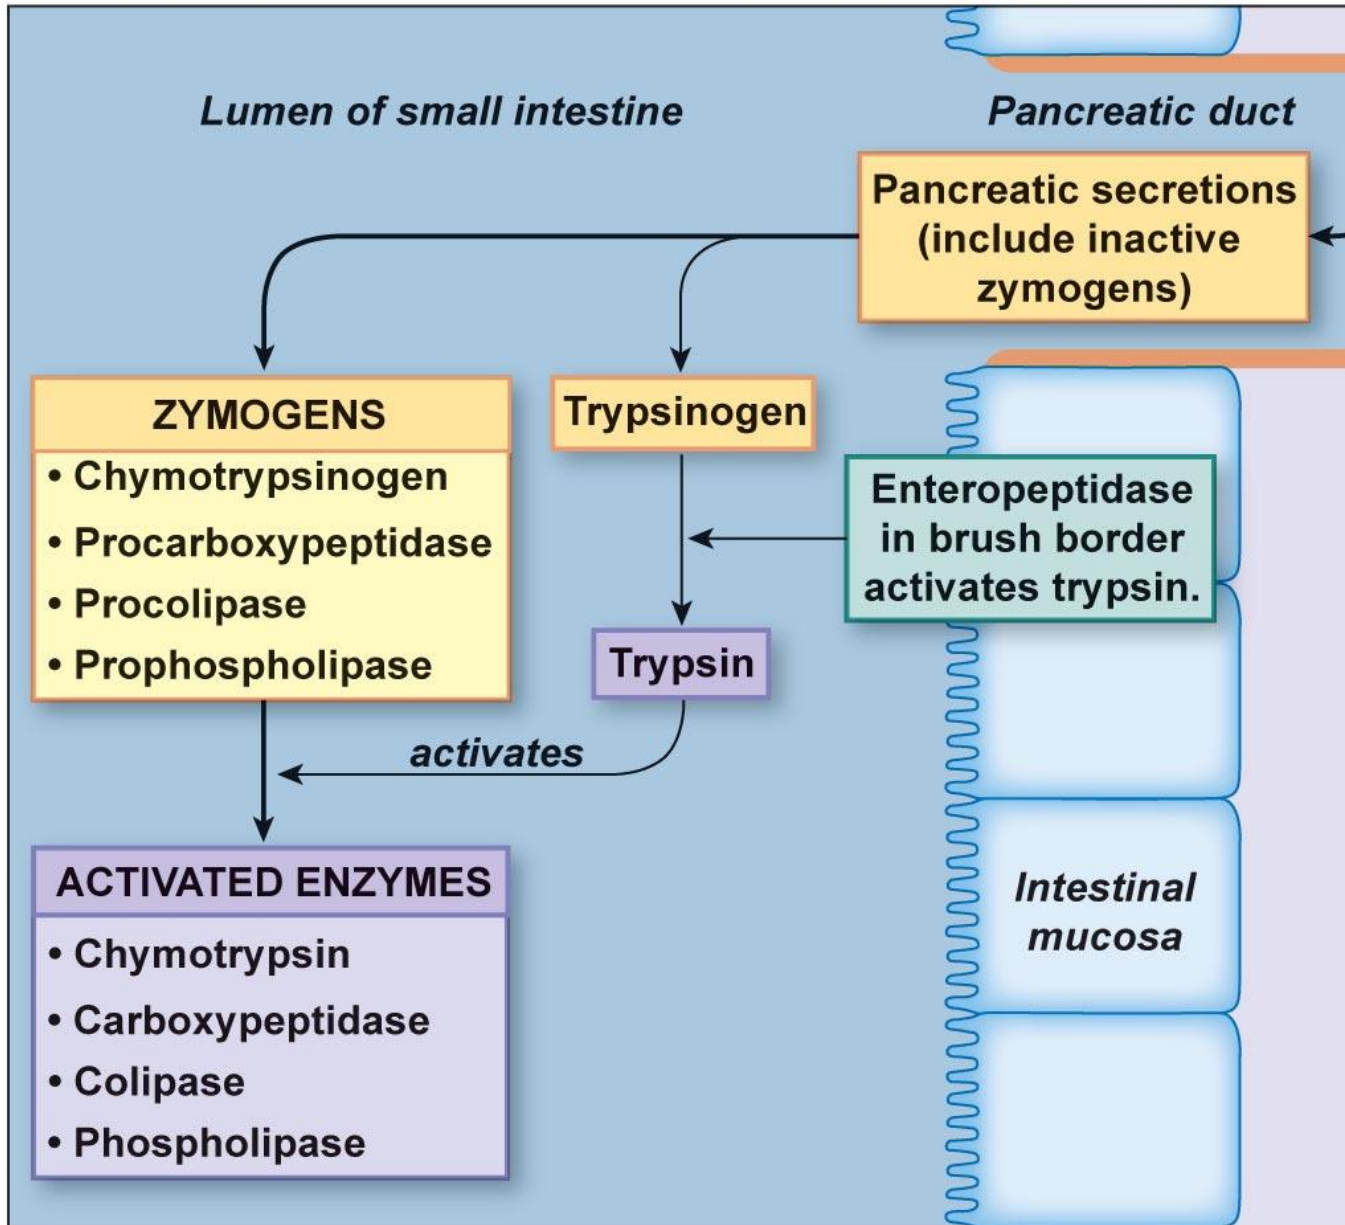 Lumen of small intestine
Pancreatic duct
Pancreatic secretions
(include inactive
zymogens)
ZYMOGENS
• Chymotrypsinogen
• Procarboxypeptidase
• Procolipase
• Prophospholipase
Trypsinogen
Enteropeptidase
in brush border
activates trypsin.
Trypsin
activates
ACTIVATED ENZYMES
• Chymotrypsin
• Carboxypeptidase
• Colipase
• Phospholipase
Intestinal
mucosa